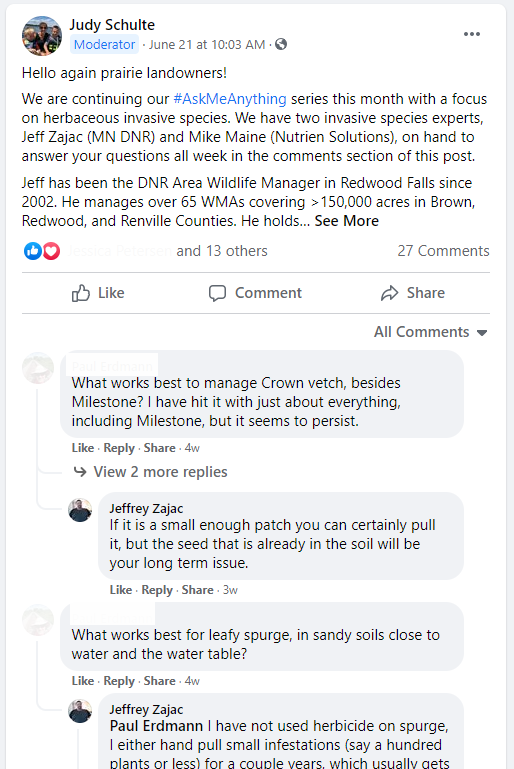 Judy Schulte
Moderator · June 21 at 10:03 AM ·
Hello again prairie landowners!
We are continuing our #AskMeAnything series this month with a focus
on herbaceous invasive species. We have two invasive species experts,
Jeff Zajac (MN DNR) and Mike Maine (Nutrien Solutions), on hand to
answer your questions all week in the comments section of this post.
Jeff has been the DNR Area Wildlife Manager in Redwood Falls since
2002. He manages over 65 WMAs covering >150,000 acres in Brown,
Redwood, and Renville Counties. He holds... See More
and 13 others 27 Comments
Like Comment Share
All Comments
What works best to manage Crown vetch, besides
Milestone? I have hit it with just about everything,
including Milestone, but it seems to persist.
Like · Reply · Share · 4w
View 2 more replies
Jeffrey Zajac
If it is a small enough patch you can certainly pull
it, but the seed that is already in the soil will be
your long term issue.
Like · Reply · Share · 3w
What works best for leafy spurge, in sandy soils close to
water and the water table?
Like · Reply · Share · 4w
Jeffrey Zajac
Paul Erdmann I have not used herbicide on spurge,
I either hand pull small infestations (say a hundred
plants or less) for a couple years, which usually gets